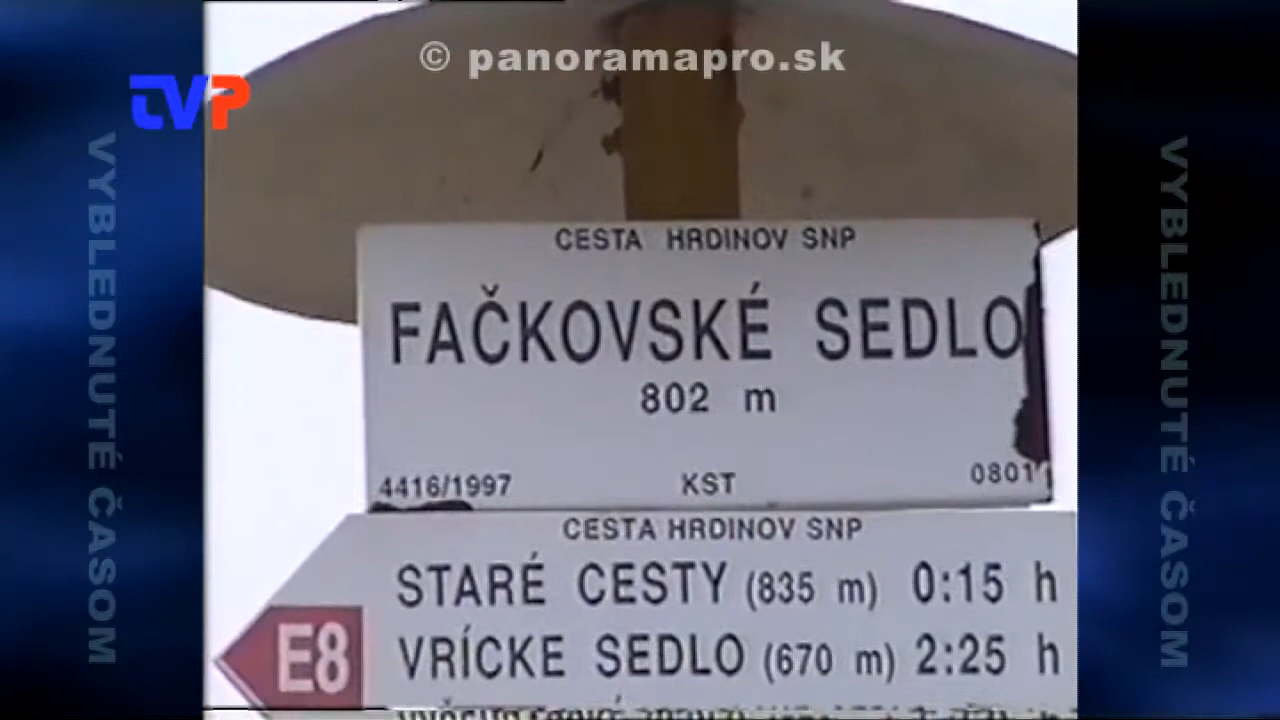 © panoramapro.sk
TVP
VYBLEDNUTÉ ČASOM
VYBLEDNUTÉ ČASOM
CESTA HRDINOV SNP
FAČKOVSKÉ SEDLO
802 m
4416/1997 KST 0801
CESTA HRDINOV SNP
STARÉ CESTY (835 m) 0:15 h
E8
VRÍCKE SEDLO (670 m) 2:25 h